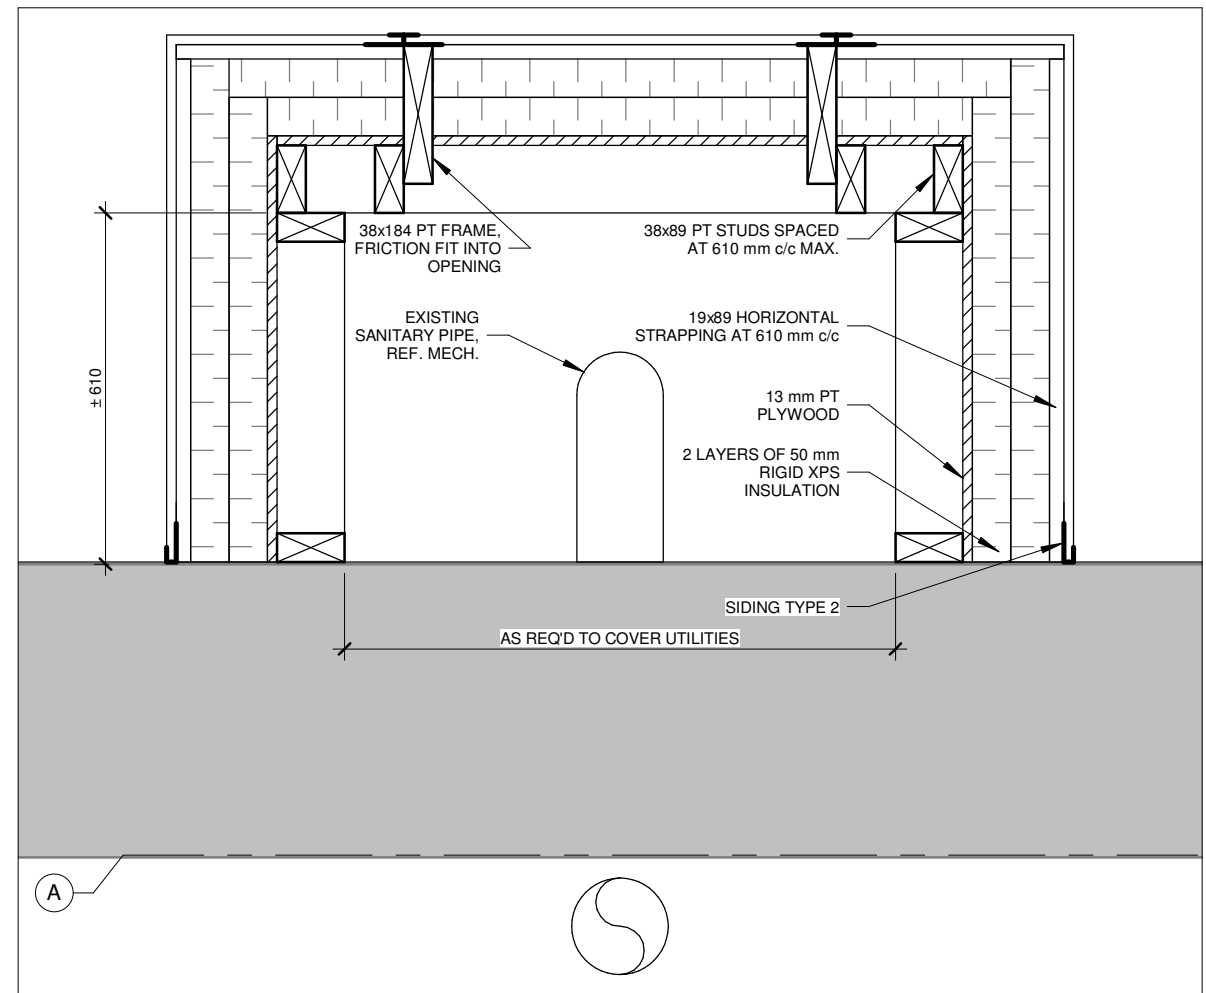 38x184 PT FRAME,
FRICTION FIT INTO
OPENING
38x89 PT STUDS SPACED
AT 610 mm c/c MAX.
EXISTING
SANITARY PIPE,
REF. MECH.
19x89 HORIZONTAL
STRAPPING AT 610 mm c/c
± 610
13 mm PT
PLYWOOD
2 LAYERS OF 50 mm
RIGID XPS
INSULATION
SIDING TYPE 2
AS REQ'D TO COVER UTILITIES
A